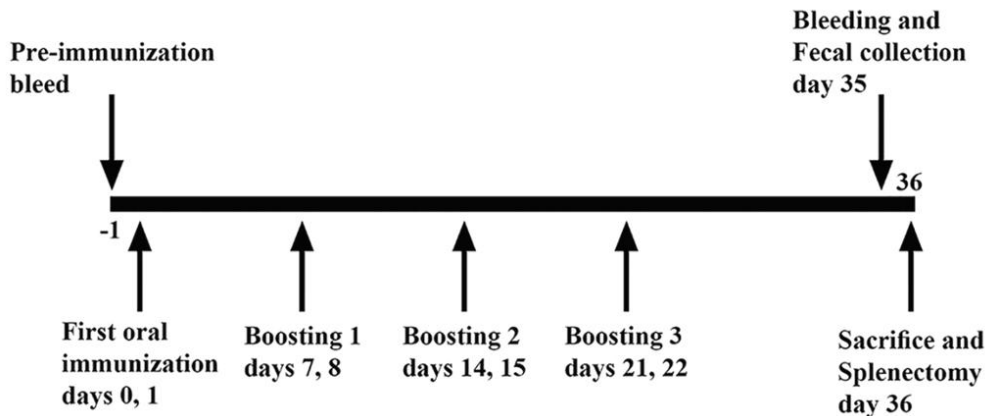 Pre-immunization
bleed
Bleeding and
Fecal collection
day 35
-1
36
First oral
immunization
days 0, 1
Boosting 1
days 7, 8
Boosting 2
days 14, 15
Boosting 3
days 21, 22
Sacrifice and
Splenectomy
day 36